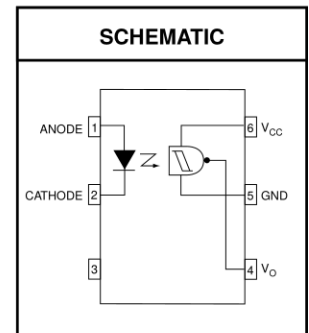 SCHEMATIC
ANODE 1
6 VCC
CATHODE 2
5 GND
3
4 VO